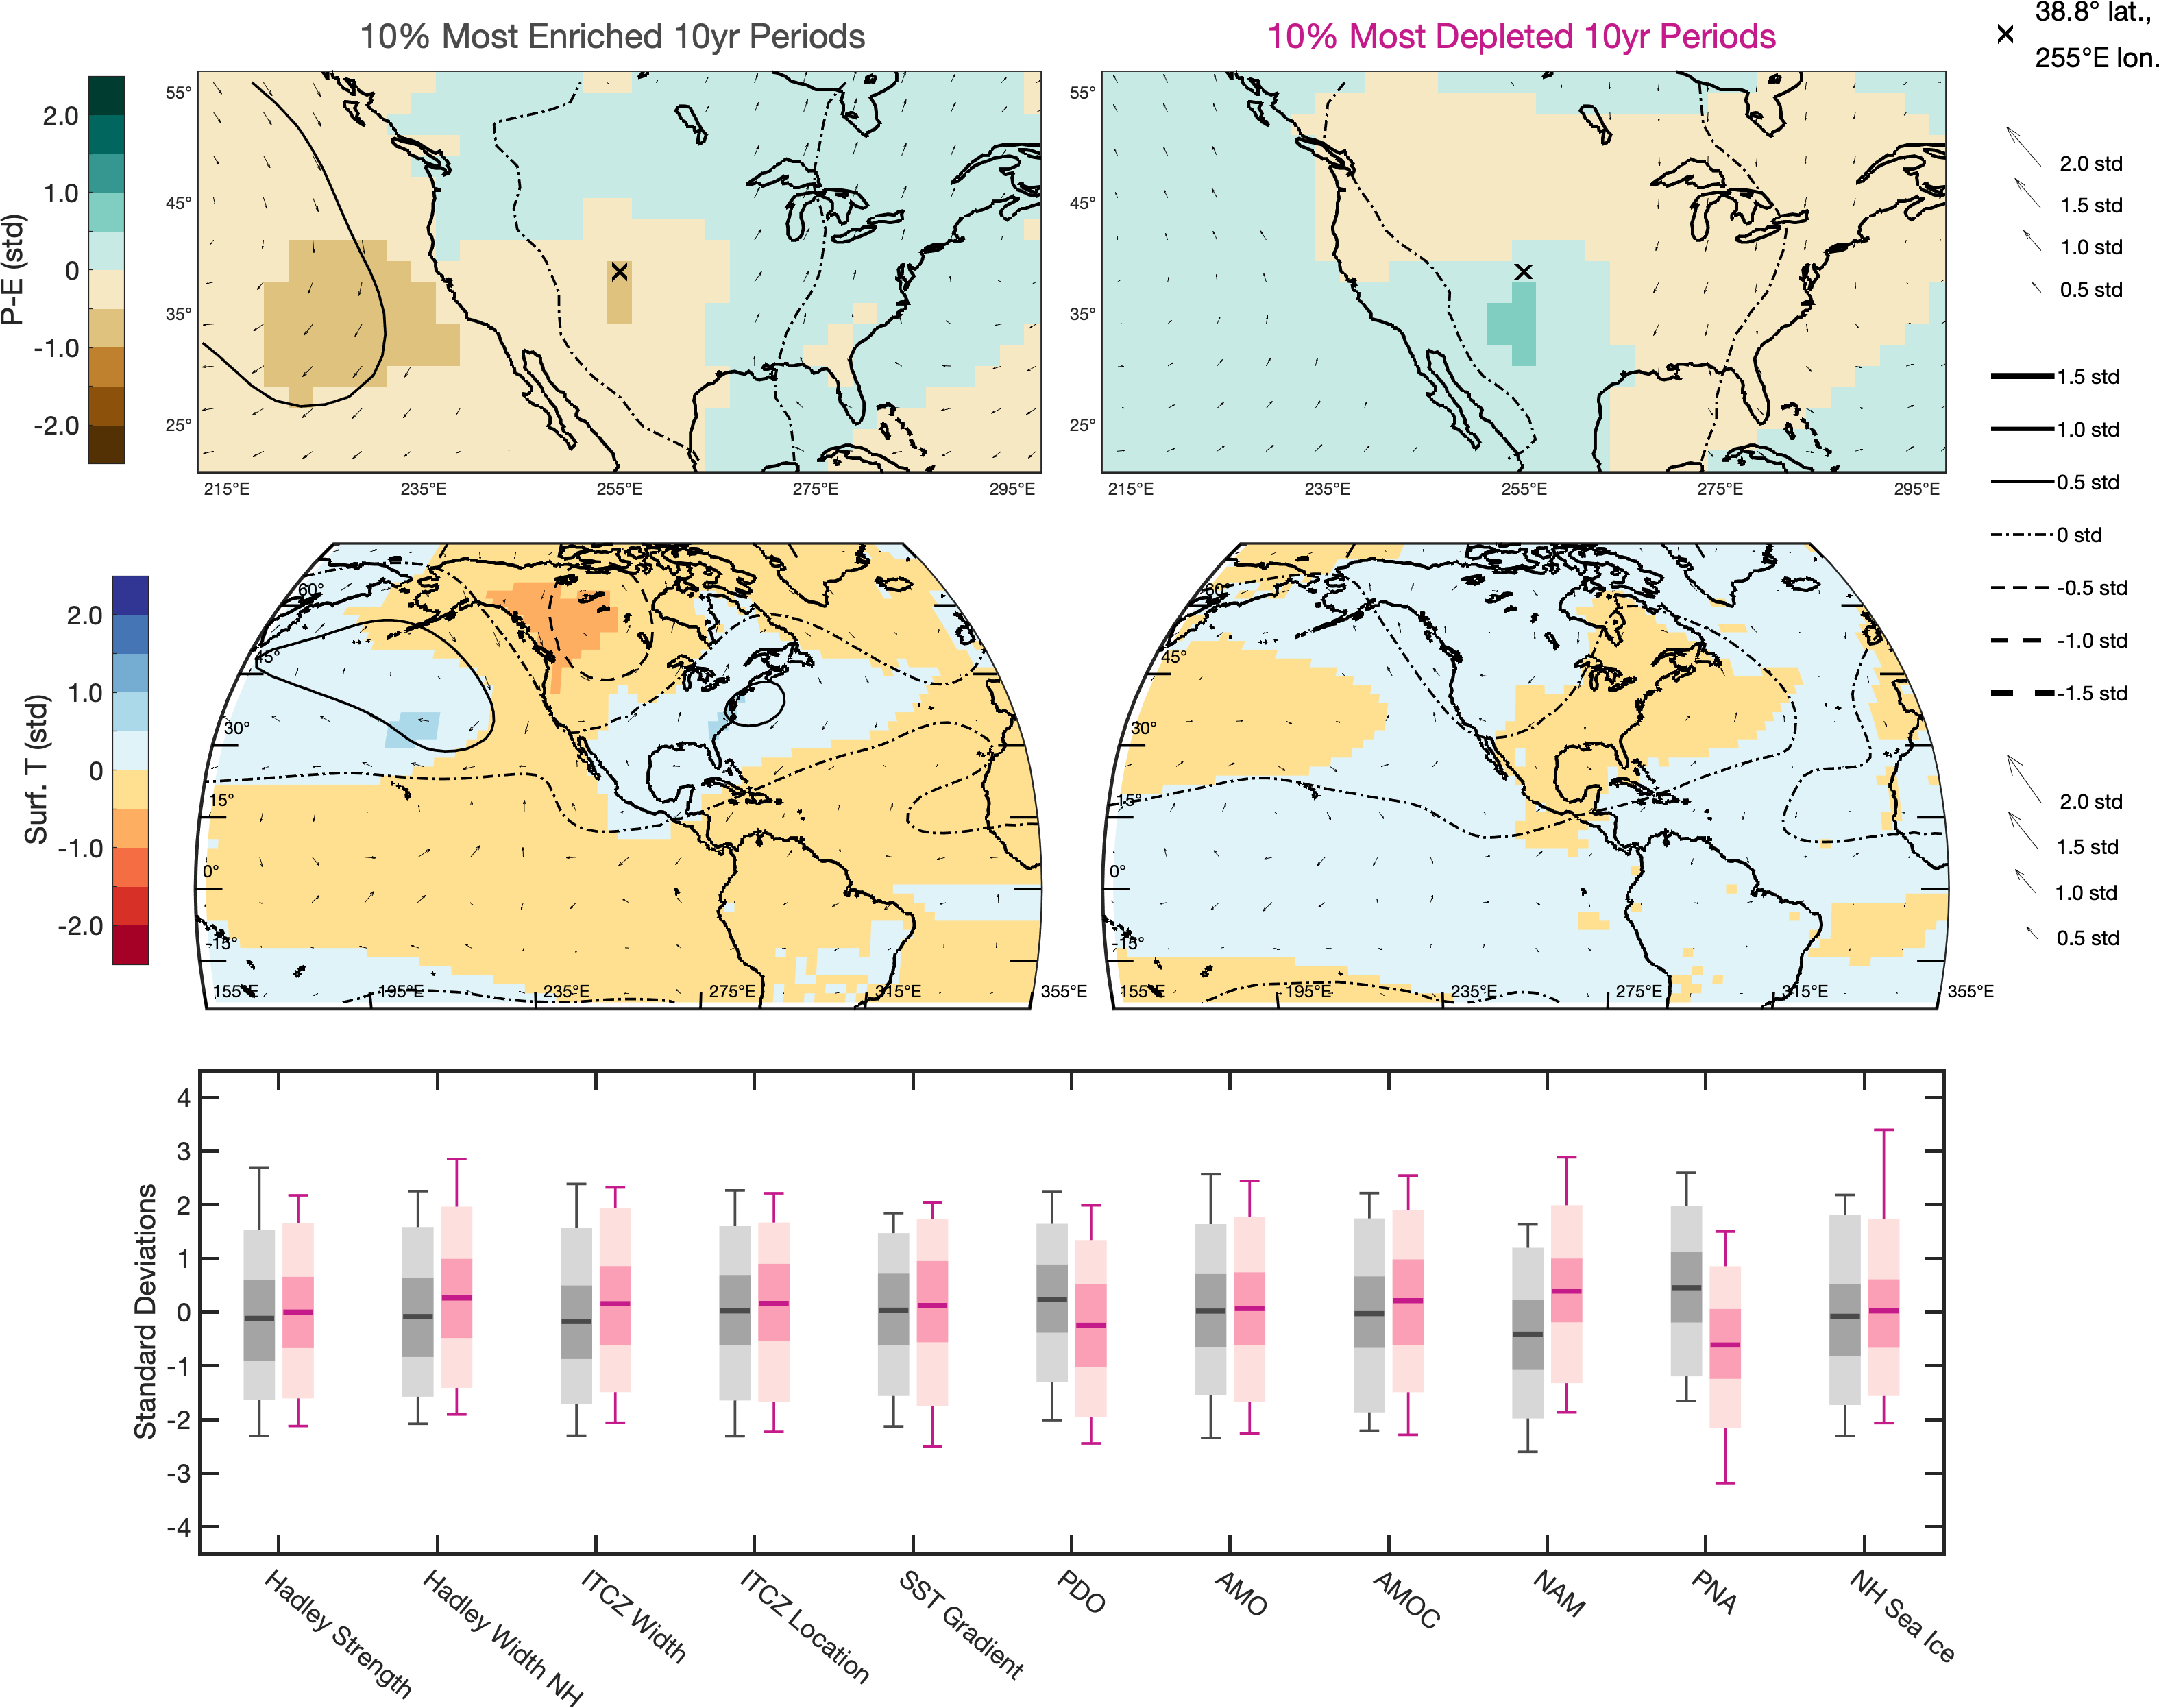 10% Most Enriched 10yr Periods
10% Most Depleted 10yr Periods
38.8° lat.,
255°E lon.
P-E (std)
2.0
1.0
0
-1.0
-2.0
55°
45°
35°
25°
215°E
235°E
255°E
275°E
295°E
55°
45°
35°
25°
215°E
235°E
255°E
275°E
295°E
2.0 std
1.5 std
1.0 std
0.5 std
1.5 std
1.0 std
0.5 std
0 std
-0.5 std
-1.0 std
-1.5 std
2.0 std
1.5 std
1.0 std
0.5 std
Surf. T (std)
2.0
1.0
0
-1.0
-2.0
60°
45°
30°
15°
0°
-15°
155°E
195°E
235°E
275°E
315°E
355°E
60°
45°
30°
15°
0°
-15°
155°E
195°E
235°E
275°E
315°E
355°E
Standard Deviations
4
3
2
1
0
-1
-2
-3
-4
Hadley Strength
Hadley Width NH
ITCZ Width
ITCZ Location
SST Gradient
PDO
AMO
AMOC
NAM
PNA
NH Sea Ice